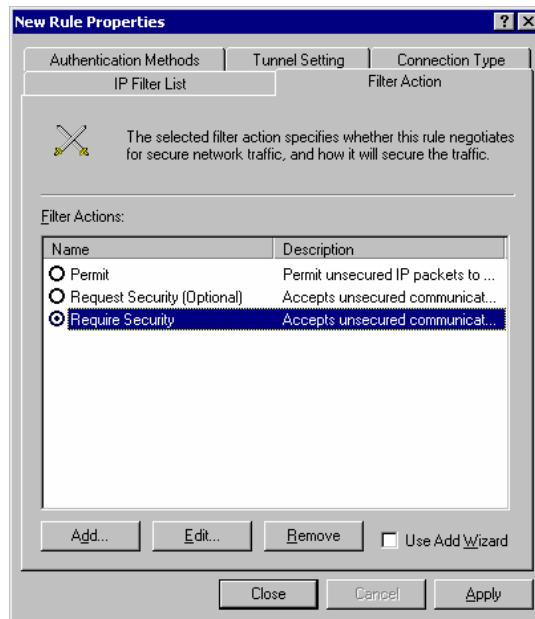 New Rule Properties
Authentication Methods Tunnel Setting Connection Type
IP Filter List Filter Action
The selected filter action specifies whether this rule negotiates
for secure network traffic, and how it will secure the traffic.
Filter Actions:
Name Description
Permit Permit unsecured IP packets to ...
Request Security (Optional) Accepts unsecured communicat...
Require Security Accepts unsecured communicat...
Add... Edit... Remove Use Add Wizard
Close Cancel Apply